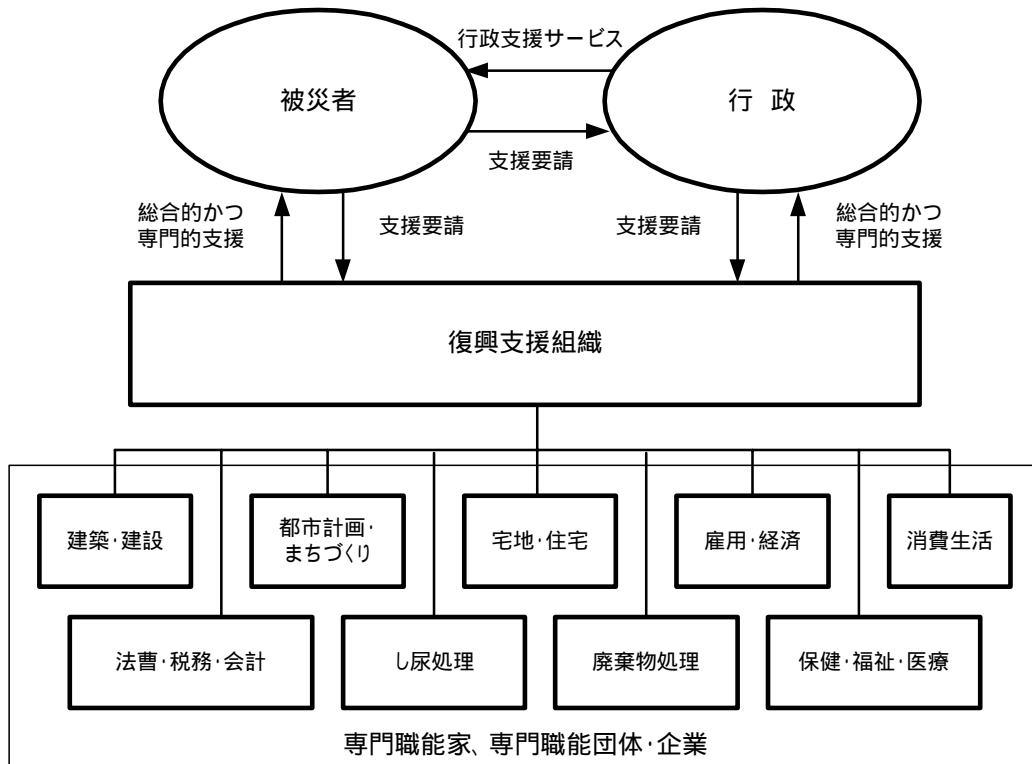 行政支援サービス
被災者
行 政
支援要請
総合的かつ
専門的支援
支援要請
支援要請
総合的かつ
専門的支援
復興支援組織
建築・建設
都市計画・
まちづくり
宅地・住宅
雇用・経済
消費生活
法曹・税務・会計
し尿処理
廃棄物処理
保健・福祉・医療
専門職能家、専門職能団体・企業